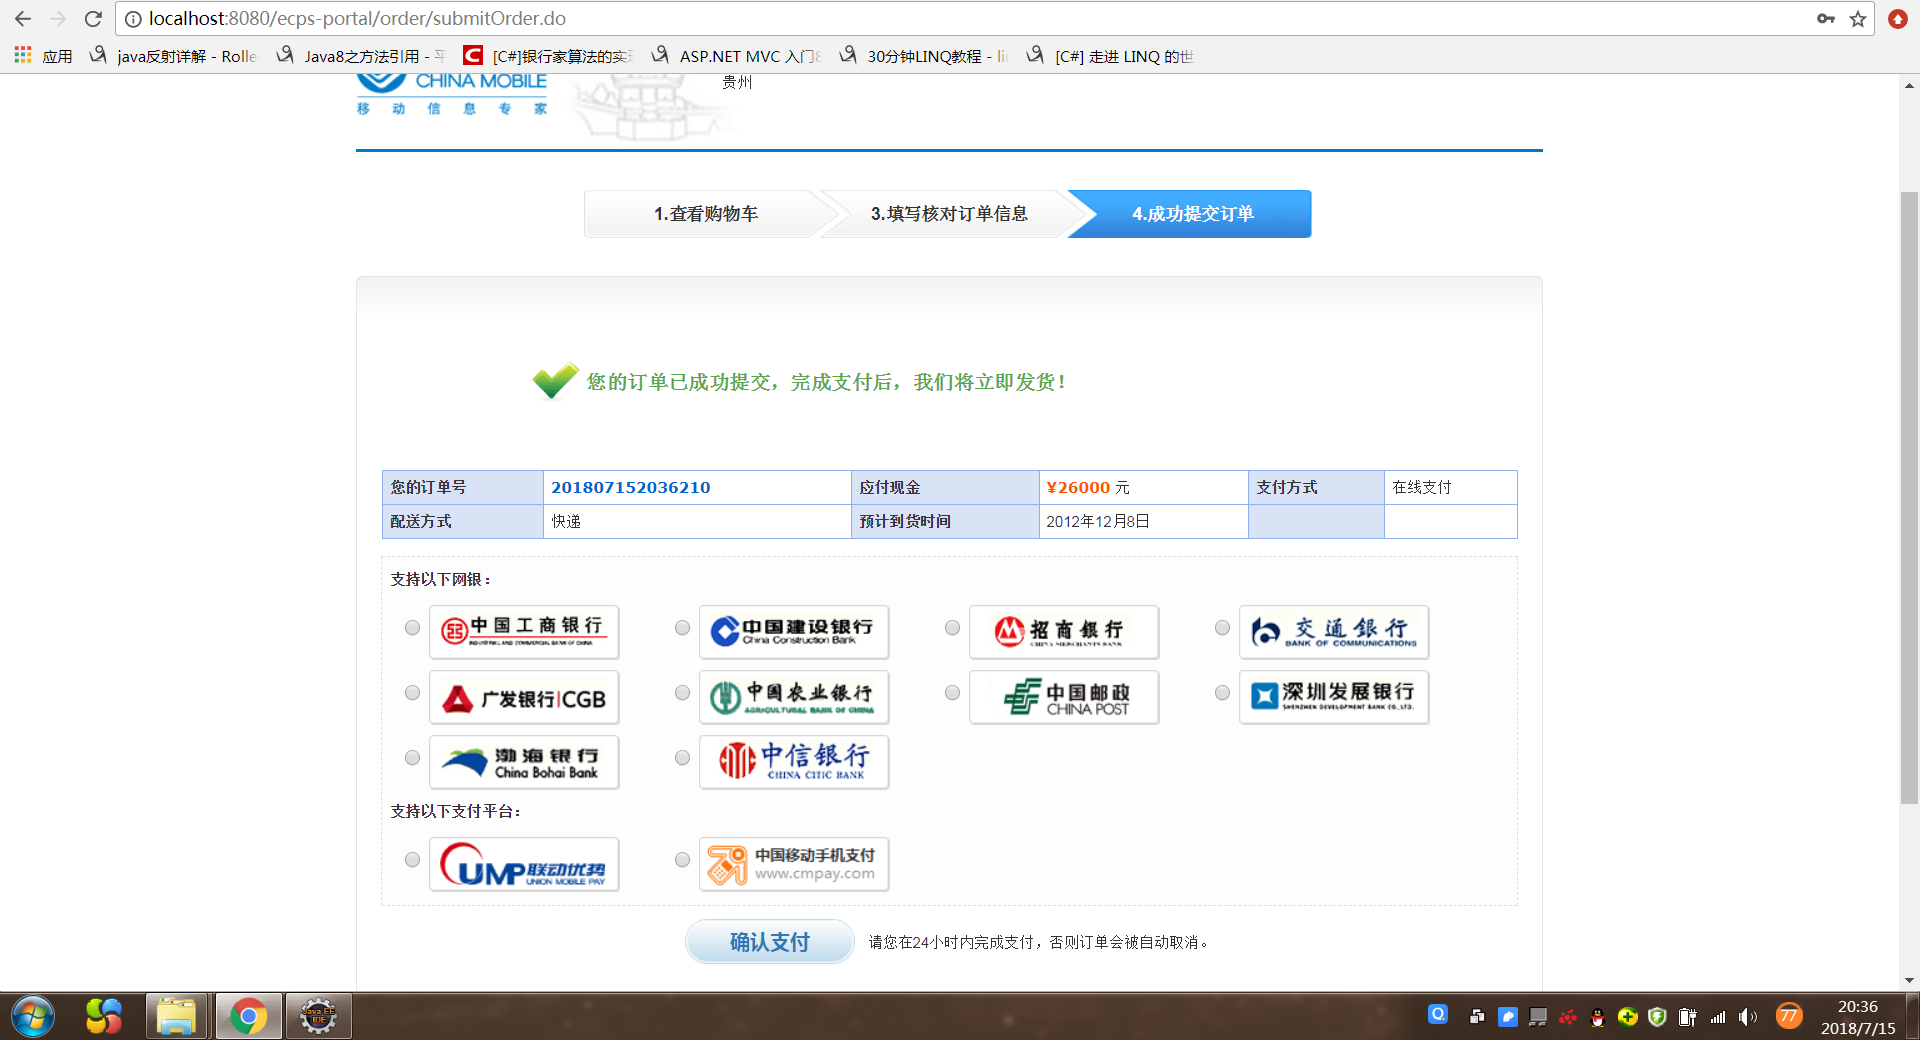 localhost:8080/ecps-portal/order/submitOrder.do
应用 java反射详解 - Rolle Java8之方法引用 - 平 [C#]银行家算法的实现 ASP.NET MVC 入门8 30分钟LINQ教程 - li [C#] 走进 LINQ 的世
CHINA MOBILE
移动信息专家
贵州
1.查看购物车 3.填写核对订单信息 4.成功提交订单
您的订单已成功提交，完成支付后，我们将立即发货！
您的订单号 201807152036210 应付现金 ¥26000 元 支付方式 在线支付
配送方式 快递 预计到货时间 2012年12月8日
支持以下网银：
中国工商银行 INDUSTRIAL AND COMMERCIAL BANK OF CHINA
中国建设银行 China Construction Bank
招商银行 CHINA MERCHANTS BANK
交通銀行 BANK OF COMMUNICATIONS
广发银行|CGB
中国农业银行 AGRICULTURAL BANK OF CHINA
中国邮政 CHINA POST
深圳发展银行 SHENZHEN DEVELOPMENT BANK CO.,LTD.
渤海银行 China Bohai Bank
中信银行 CHINA CITIC BANK
支持以下支付平台：
UMP 联动优势 UNION MOBILE PAY
中国移动手机支付 www.cmpay.com
确认支付 请您在24小时内完成支付，否则订单会被自动取消。
Java EE IDE
77
20:36
2018/7/15